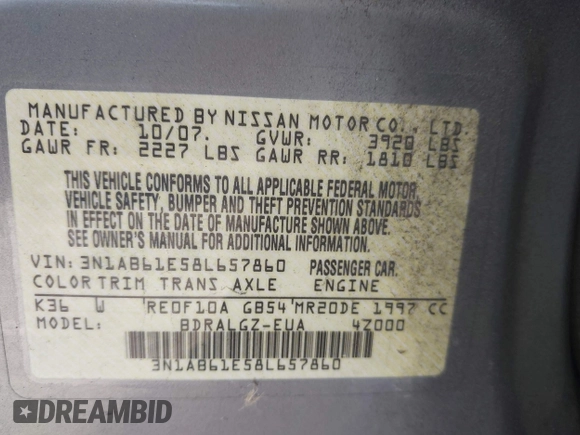 MANUFACTURED BY NISSAN MOTOR CO., LTD.
DATE: 10/07. GVWR: 3920 LBS
GAWR FR: 2227 LBS GAWR RR: 1810 LBS
THIS VEHICLE CONFORMS TO ALL APPLICABLE FEDERAL MOTOR
VEHICLE SAFETY, BUMPER AND THEFT PREVENTION STANDARDS
IN EFFECT ON THE DATE OF MANUFACTURE SHOWN ABOVE.
SEE OWNER'S MANUAL FOR ADDITIONAL INFORMATION.
VIN: 3N1AB61E58L657860 PASSENGER CAR.
COLOR TRIM TRANS AXLE ENGINE
K36 W 'RE0F10A GB54'MR20DE 1997 CC
MODEL: BDRALGZ-EUA 4Z000
3N1AB61E58L657860
DREAMBID